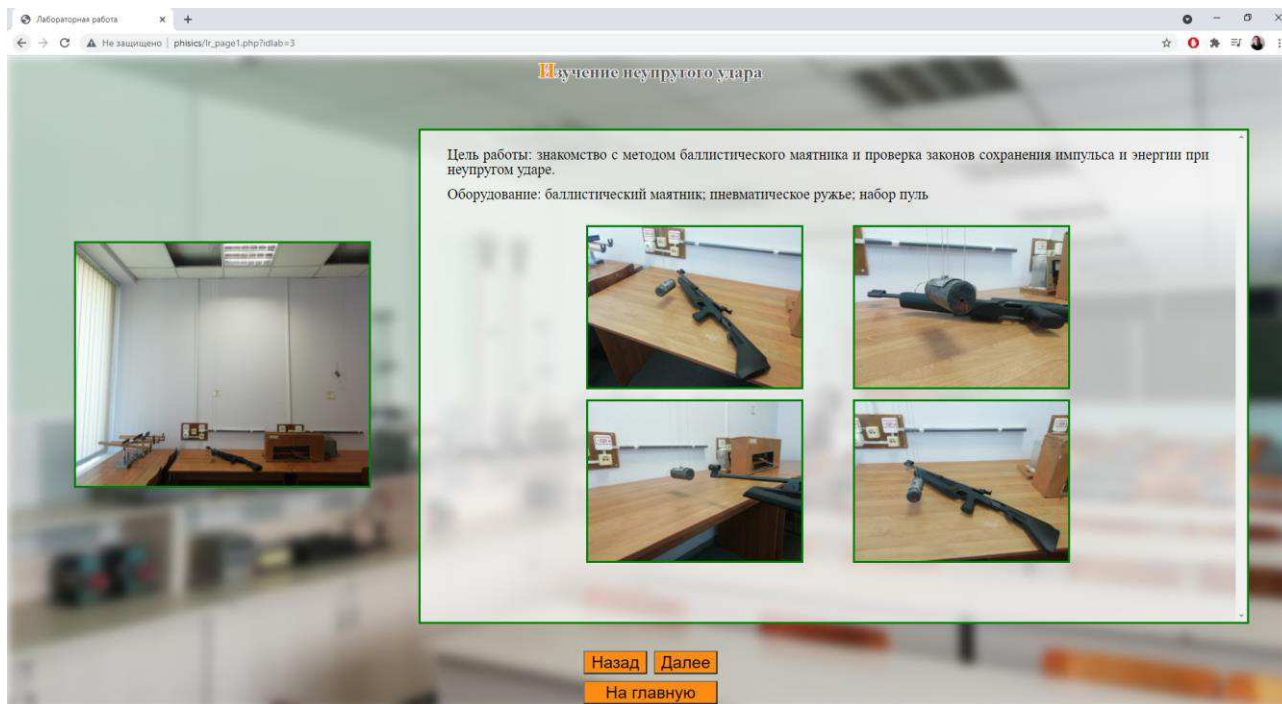 Лабораторная работа
Не защищено | phisics/lr_page1.php?idlab=3
Изучение неупругого удара
Цель работы: знакомство с методом баллистического маятника и проверка законов сохранения импульса и энергии при
неупругом ударе.
Оборудование: баллистический маятник; пневматическое ружье; набор пуль
Назад Далее
На главную